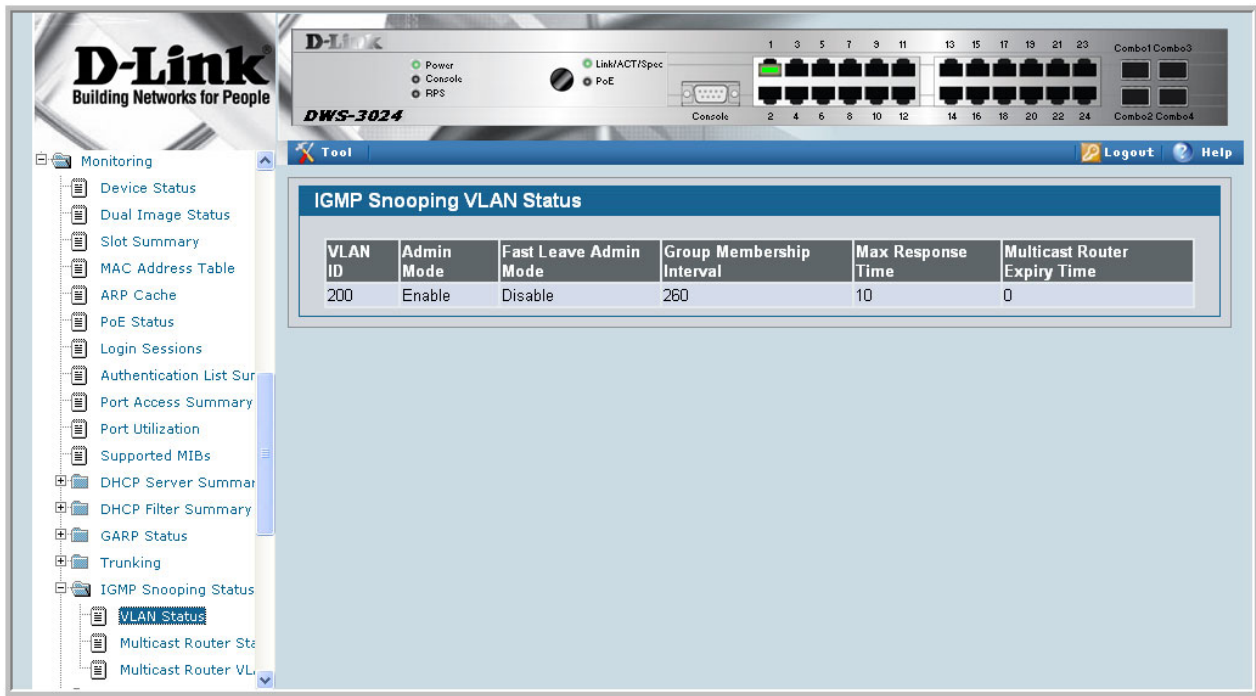 D-Link
Building Networks for People
D-Link
Power
Console
RPS
Link/ACT/Spec
PoE
DWS-3024
Console
1 3 5 7 9 11 13 15 17 19 21 23
2 4 6 8 10 12 14 16 18 20 22 24
Combo1 Combo3
Combo2 Combo4
Tool
Logout
Help
Monitoring
Device Status
Dual Image Status
Slot Summary
MAC Address Table
ARP Cache
PoE Status
Login Sessions
Authentication List Sur
Port Access Summary
Port Utilization
Supported MIBs
DHCP Server Summar
DHCP Filter Summary
GARP Status
Trunking
IGMP Snooping Status
VLAN Status
Multicast Router Sta
Multicast Router VL
IGMP Snooping VLAN Status
VLAN ID Admin Mode Fast Leave Admin Mode Group Membership Interval Max Response Time Multicast Router Expiry Time
200 Enable Disable 260 10 0